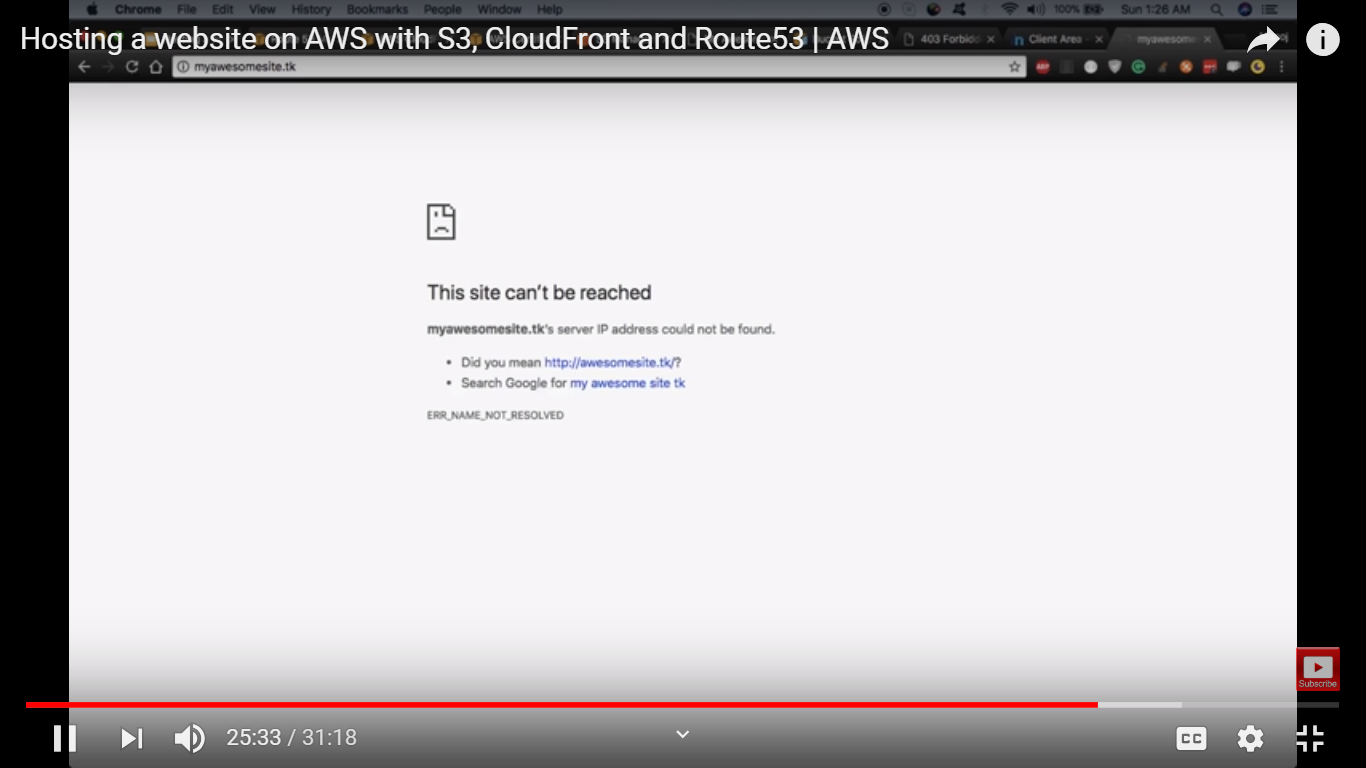 Chrome File Edit View History Bookmarks People Window Help 100% Sun 1:26 AM
Hosting a website on AWS with S3, CloudFront and Route53 | AWS
403 Forbid Client Area - myawesome
myawesomesite.tk
This site can't be reached
myawesomesite.tk's server IP address could not be found.
• Did you mean http://awesomesite.tk/?
• Search Google for my awesome site tk
ERR_NAME_NOT_RESOLVED
Subscribe
25:33 / 31:18
CC